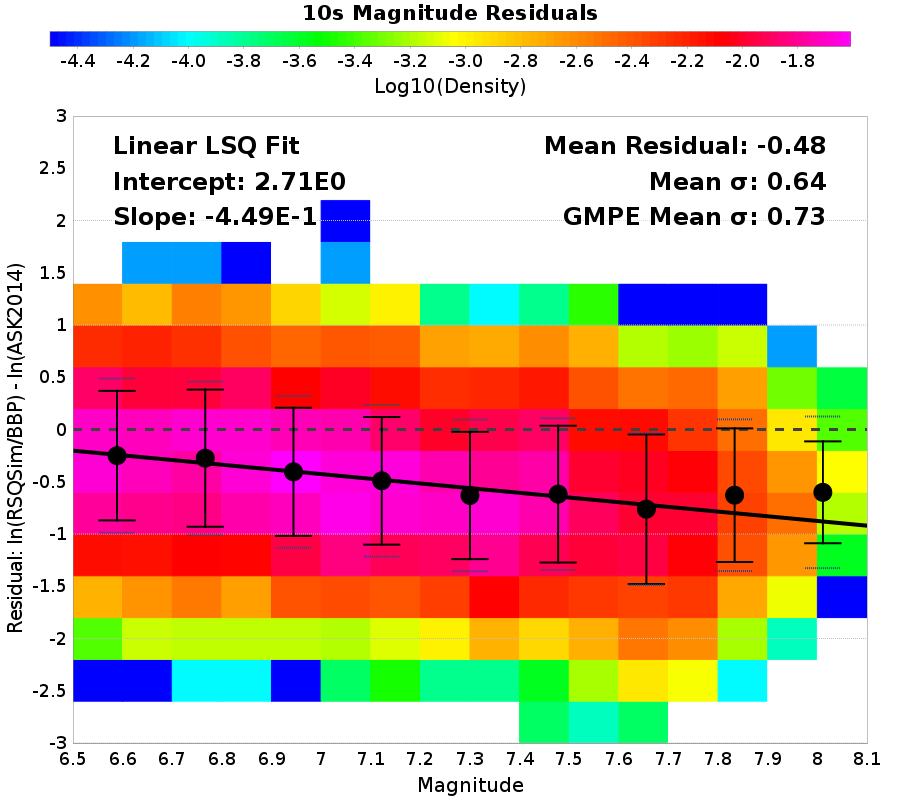 10s Magnitude Residuals
-4.4 -4.2 -4.0 -3.8 -3.6 -3.4 -3.2 -3.0 -2.8 -2.6 -2.4 -2.2 -2.0 -1.8
Log10(Density)
Linear LSQ Fit
Intercept: 2.71E0
Slope: -4.49E-1
Mean Residual: -0.48
Mean σ: 0.64
GMPE Mean σ: 0.73
Residual: ln(RSQSim/BBP) - ln(ASK2014)
3
2.5
2
1.5
1
0.5
0
-0.5
-1
-1.5
-2
-2.5
-3
6.5 6.6 6.7 6.8 6.9 7 7.1 7.2 7.3 7.4 7.5 7.6 7.7 7.8 7.9 8 8.1
Magnitude